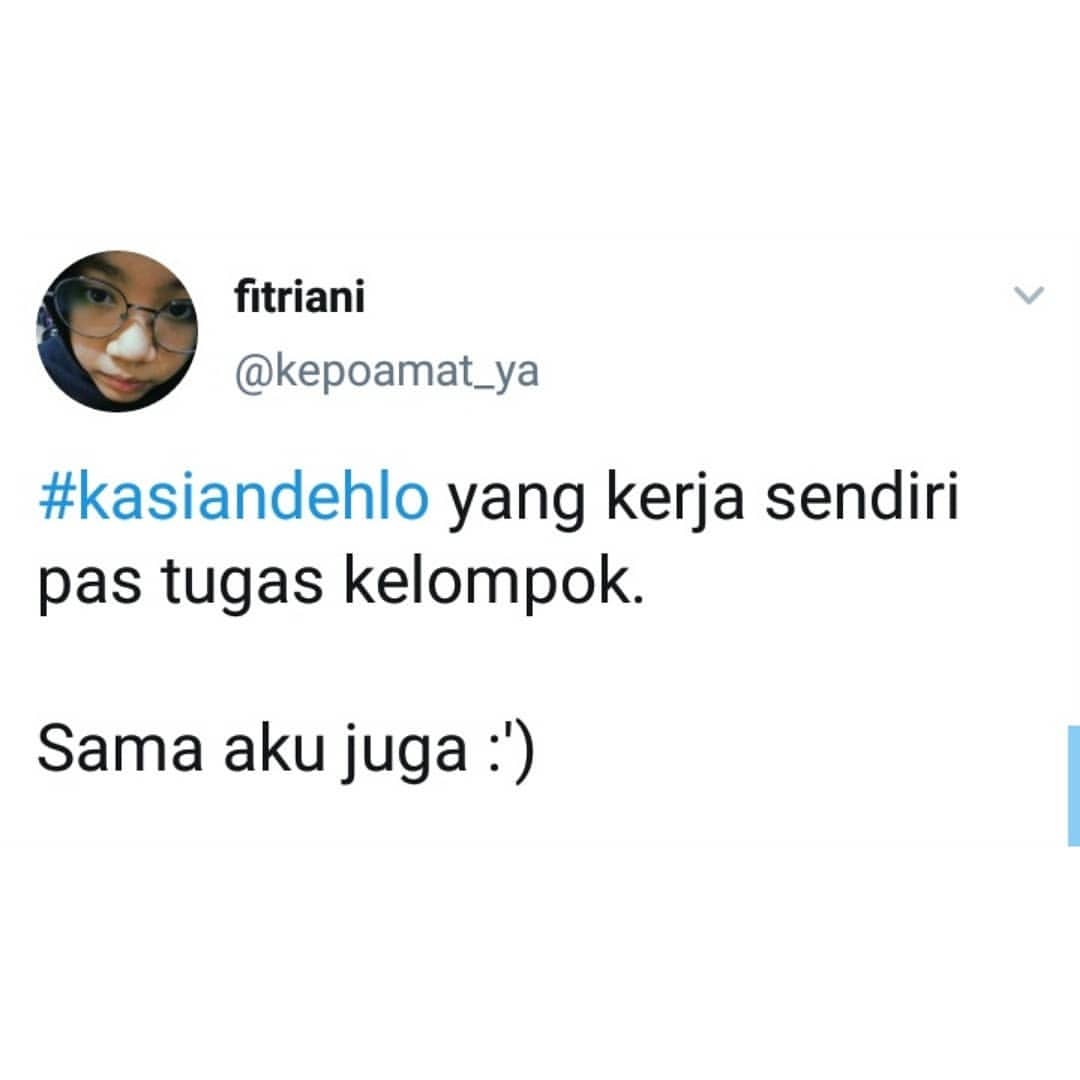 fitriani
@kepoamat_ya
#kasiandehlo yang kerja sendiri
pas tugas kelompok.
Sama aku juga :')